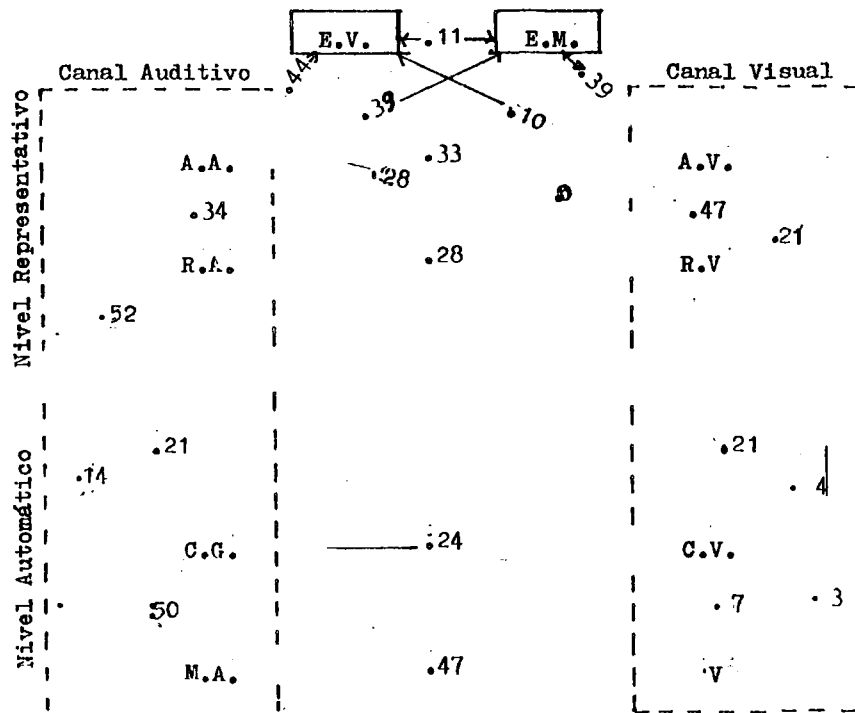 E.V. .11 E.M.
Canal Auditivo .44 .39 Canal Visual
.39 .10
Nivel Representativo
A.A. .28 .33 A.V.
.34 .47
.21
R.A. .28 R.V
.52
Nivel Automático
.21 .21
.14 . 4
C.G. .24 C.V.
.50 . 7 . 3
M.A. .47 V